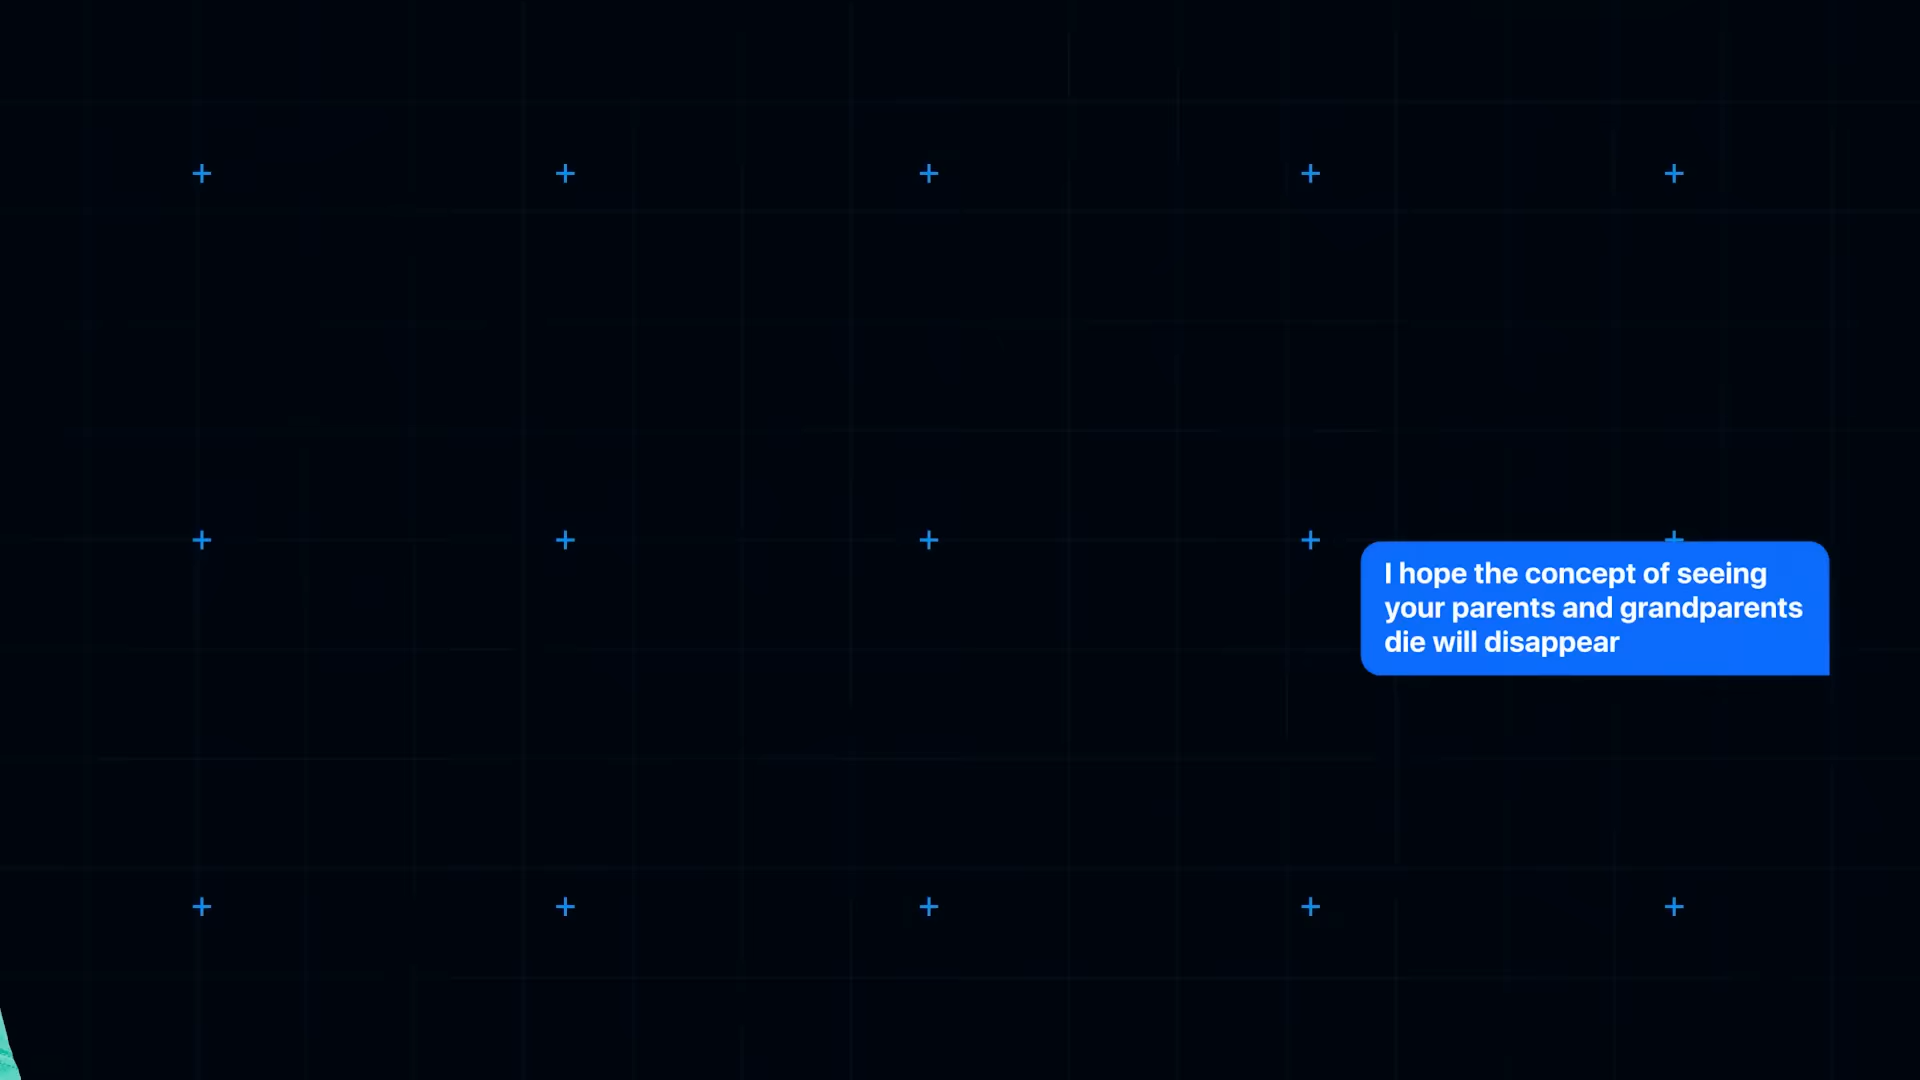 I hope the concept of seeing
your parents and grandparents
die will disappear